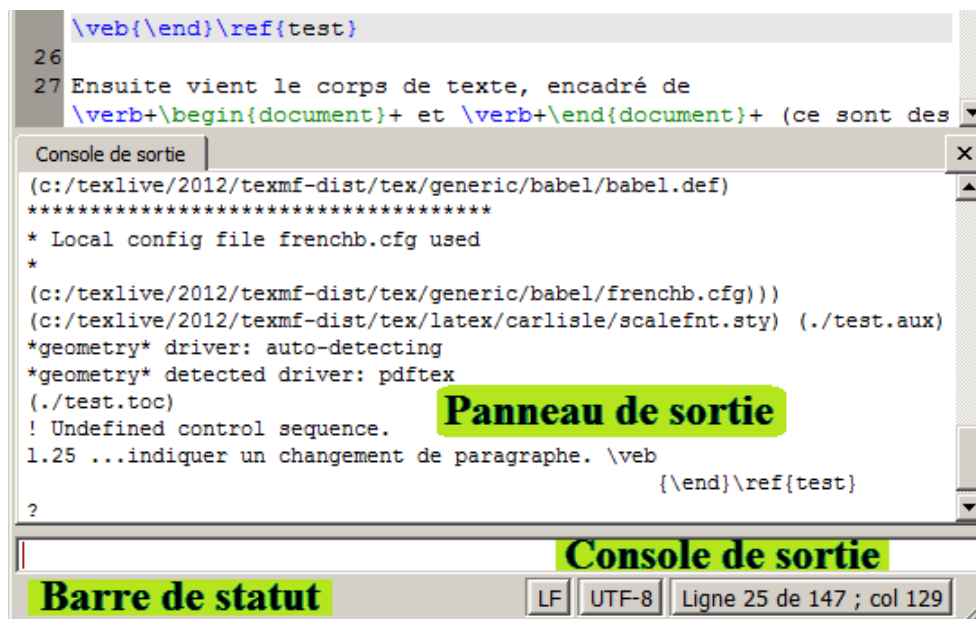 \veb{\end}\ref{test}
26
27 Ensuite vient le corps de texte, encadré de
\verb+\begin{document}+ et \verb+\end{document}+ (ce sont des
Console de sortie
(c:/texlive/2012/texmf-dist/tex/generic/babel/babel.def)
*************************************
* Local config file frenchb.cfg used
*
(c:/texlive/2012/texmf-dist/tex/generic/babel/frenchb.cfg)))
(c:/texlive/2012/texmf-dist/tex/latex/carlisle/scalefnt.sty) (./test.aux)
*geometry* driver: auto-detecting
*geometry* detected driver: pdftex
(./test.toc)
Panneau de sortie
! Undefined control sequence.
l.25 ...indiquer un changement de paragraphe. \veb
{\end}\ref{test}
?
Console de sortie
Barre de statut
LF UTF-8 Ligne 25 de 147 ; col 129